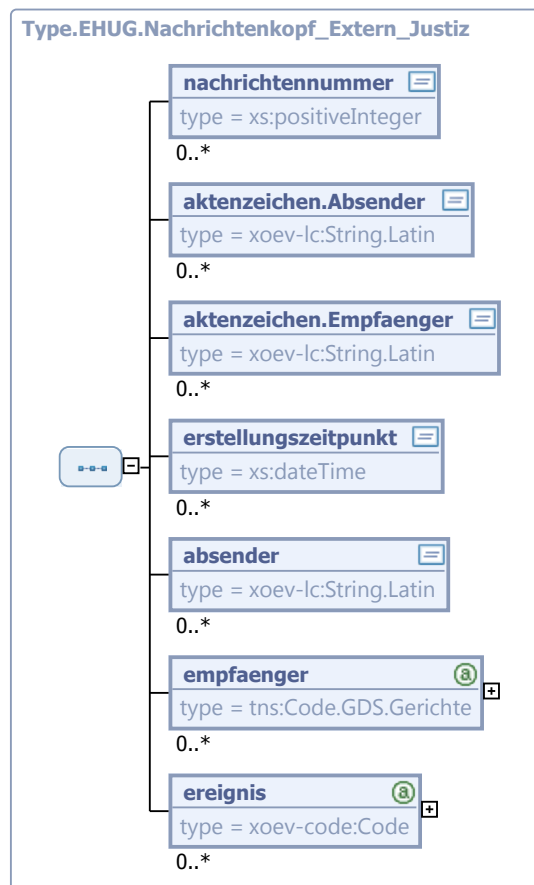 Type.EHUG.Nachrichtenkopf_Extern_Justiz
nachrichtennummer
type = xs:positiveInteger
0..*
aktenzeichen.Absender
type = xoev-lc:String.Latin
0..*
aktenzeichen.Empfaenger
type = xoev-lc:String.Latin
0..*
erstellungszeitpunkt
type = xs:dateTime
0..*
absender
type = xoev-lc:String.Latin
0..*
empfaenger a
type = tns:Code.GDS.Gerichte
0..*
ereignis a
type = xoev-code:Code
0..*